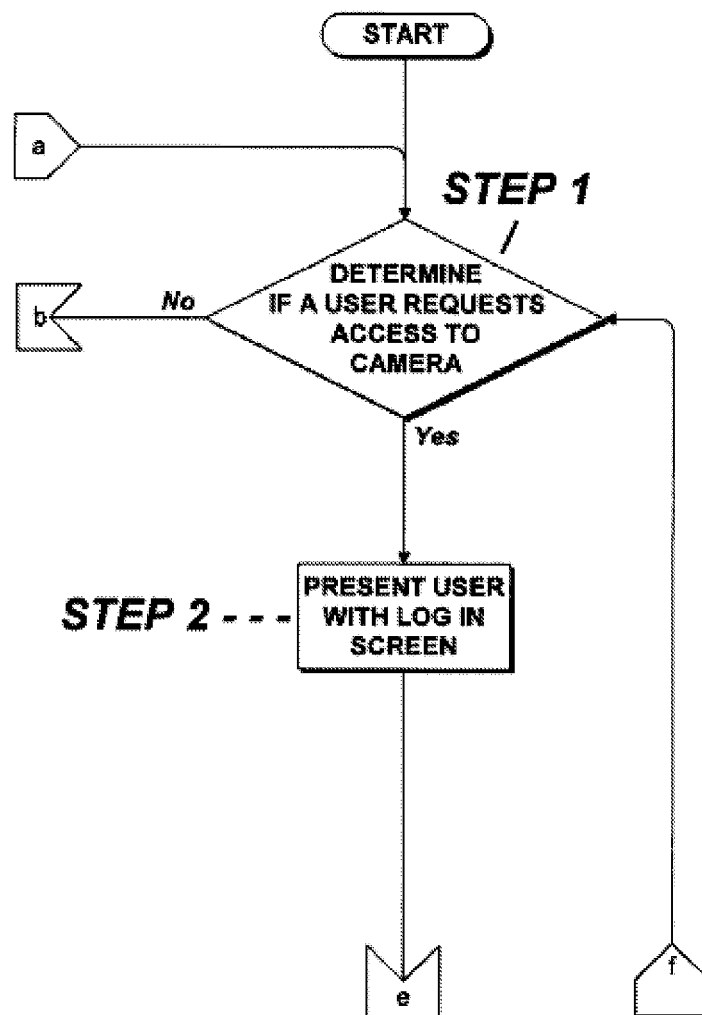 START
a
STEP 1
DETERMINE
IF A USER REQUESTS
ACCESS TO
CAMERA
No
b
Yes
PRESENT USER
WITH LOG IN
SCREEN
STEP 2 - - -
e
f